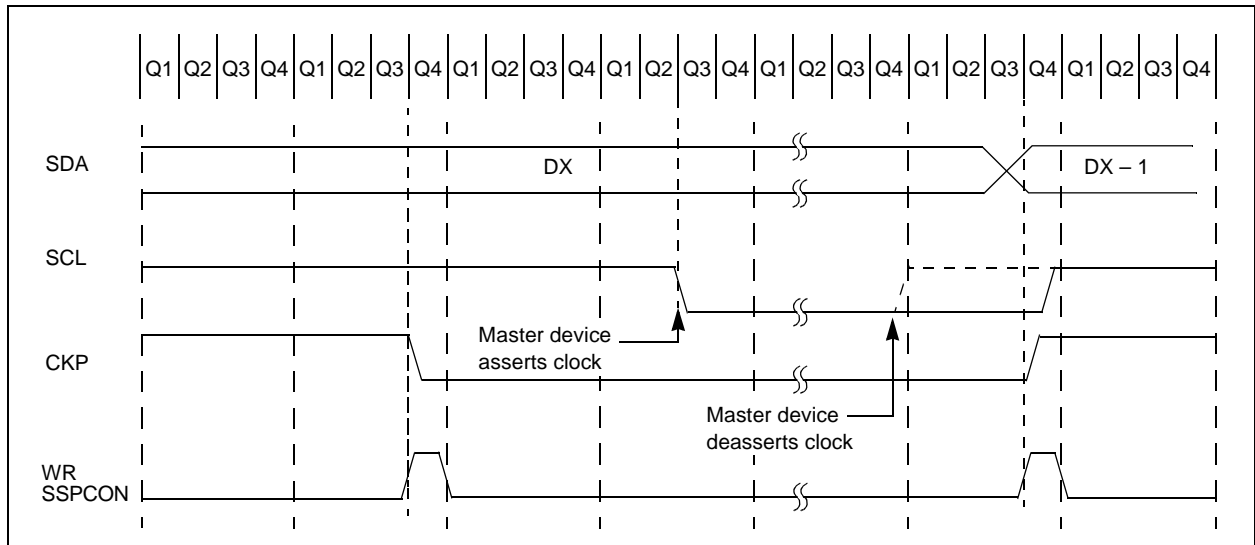 Q1 Q2 Q3 Q4 Q1 Q2 Q3 Q4 Q1 Q2 Q3 Q4 Q1 Q2 Q3 Q4 Q1 Q2 Q3 Q4 Q1 Q2 Q3 Q4 Q1 Q2 Q3 Q4
SDA
DX
DX – 1
SCL
Master device
asserts clock
CKP
Master device
deasserts clock
WR
SSPCON